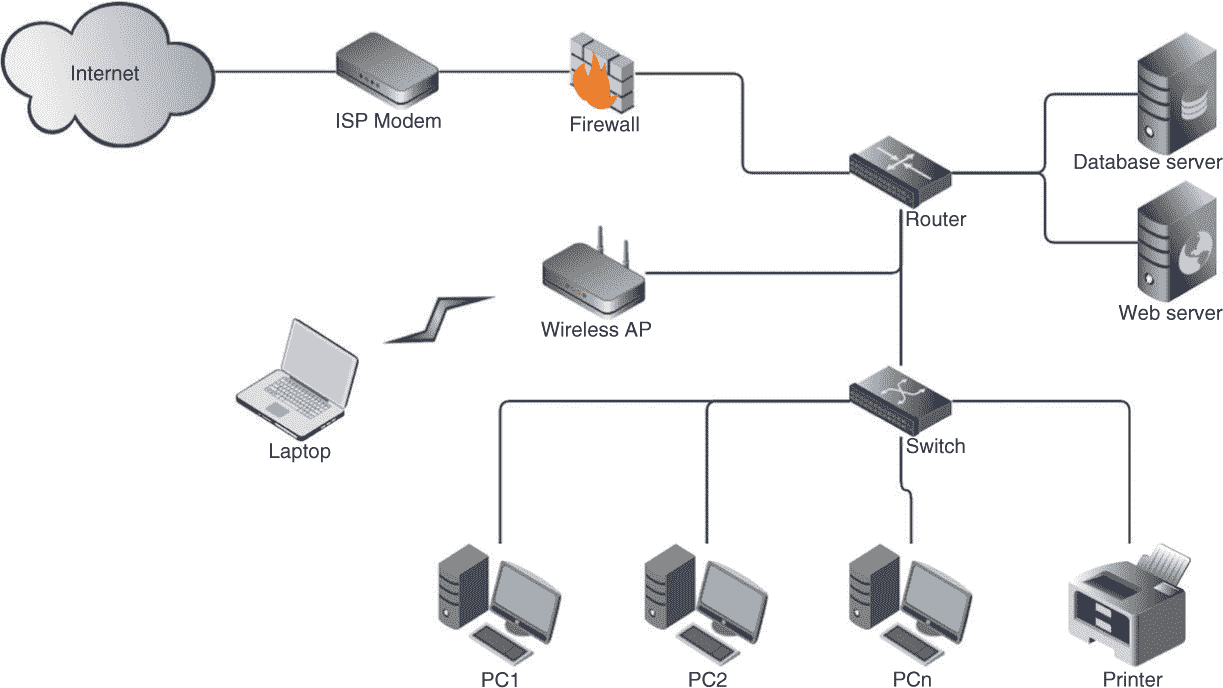 Internet
ISP Modem
Firewall
Database server
Router
Web server
Wireless AP
Laptop
Switch
PC1
PC2
PCn
Printer